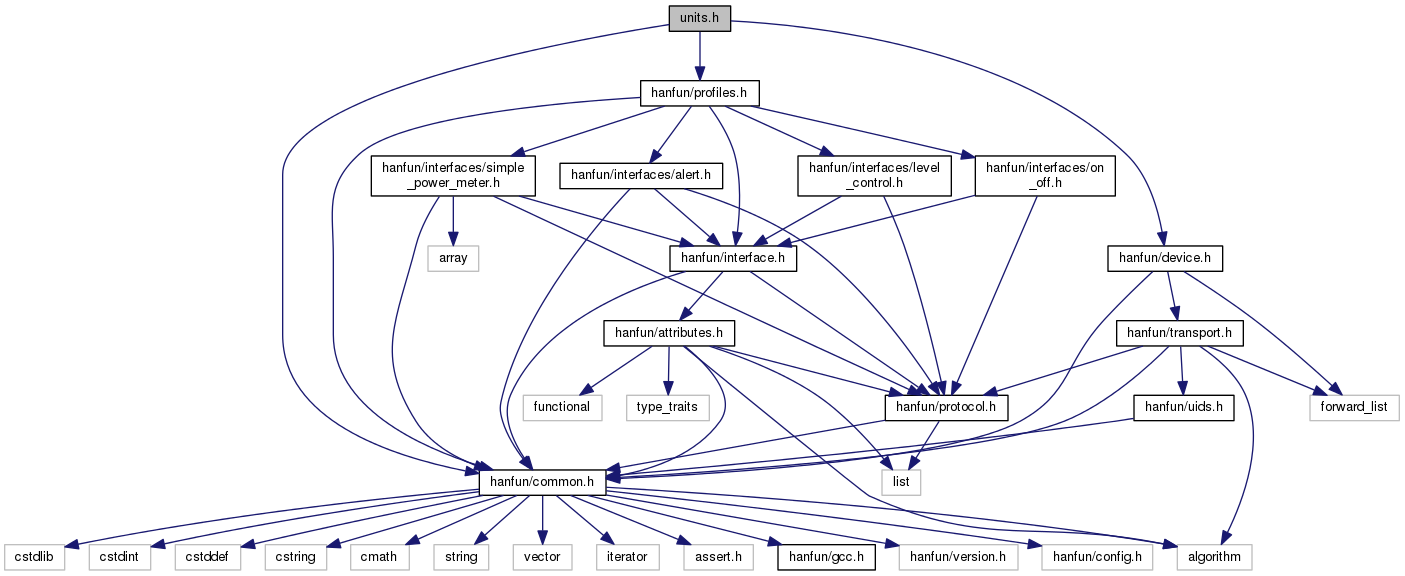 units.h
hanfun/profiles.h
hanfun/interfaces/simple
_power_meter.h
hanfun/interfaces/alert.h
hanfun/interfaces/level
_control.h
hanfun/interfaces/on
_off.h
array
hanfun/interface.h
hanfun/device.h
hanfun/attributes.h
hanfun/transport.h
functional
type_traits
hanfun/protocol.h
hanfun/uids.h
forward_list
hanfun/common.h
list
cstdlib
cstdint
cstddef
cstring
cmath
string
vector
iterator
assert.h
hanfun/gcc.h
hanfun/version.h
hanfun/config.h
algorithm